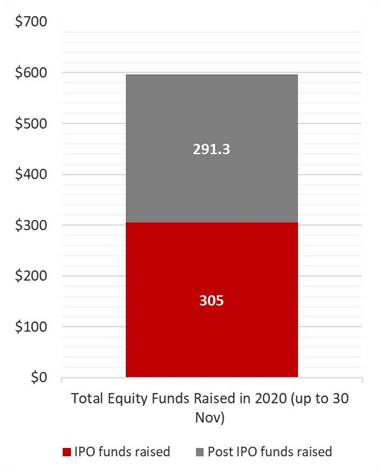 $700
$600
$500
$400
$300
$200
$100
$0
291.3
305
Total Equity Funds Raised in 2020 (up to 30
Nov)
IPO funds raised
Post IPO funds raised